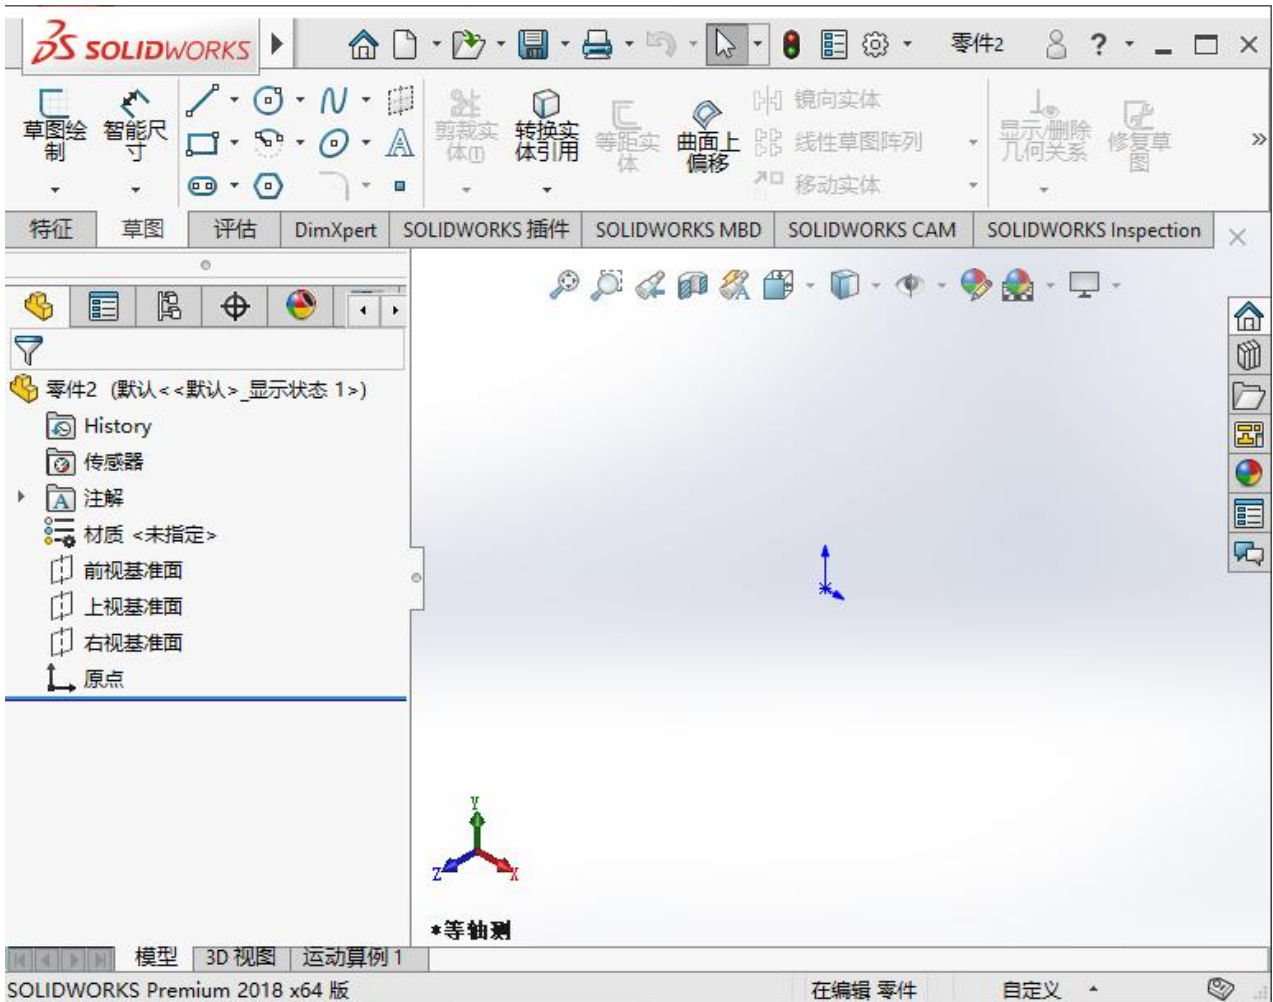 SOLIDWORKS
零件2
?
草图绘制
智能尺寸
剪裁实体(T)
转换实体引用
等距实体
曲面上偏移
镜向实体
线性草图阵列
移动实体
显示/删除几何关系
修复草图
»
特征
草图
评估
DimXpert
SOLIDWORKS 插件
SOLIDWORKS MBD
SOLIDWORKS CAM
SOLIDWORKS Inspection
零件2 (默认<<默认>_显示状态 1>)
History
传感器
注解
材质 <未指定>
前视基准面
上视基准面
右视基准面
原点
Y
Z
X
*等轴测
模型
3D 视图
运动算例 1
SOLIDWORKS Premium 2018 x64 版
在编辑 零件
自定义